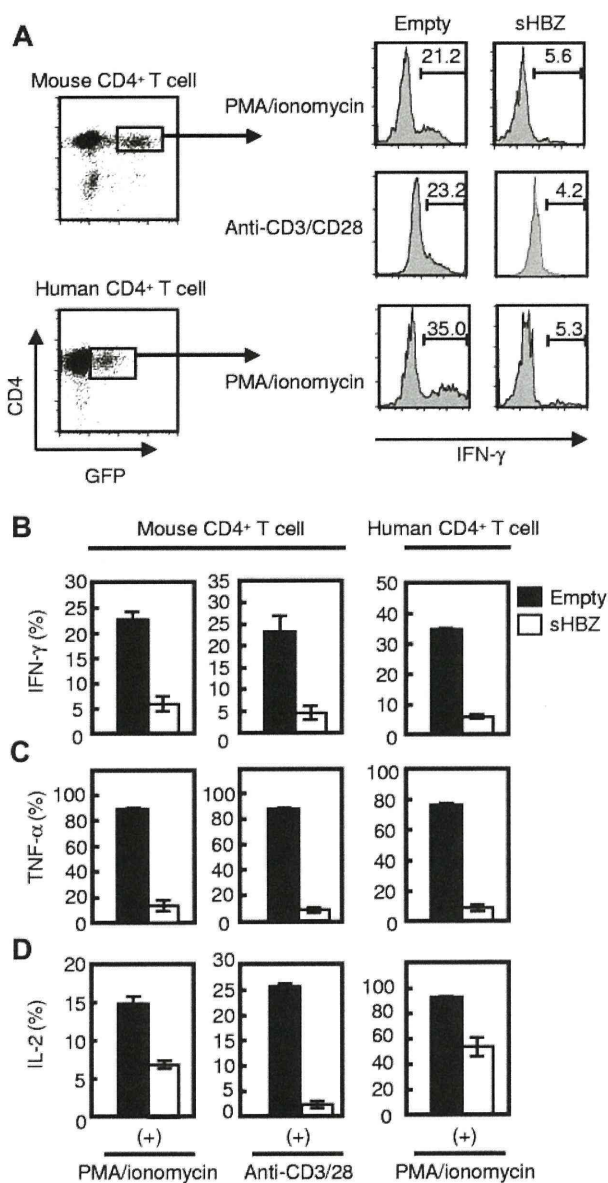 A
Empty
sHBZ
Mouse CD4+ T cell
PMA/ionomycin
21.2
5.6
Anti-CD3/CD28
23.2
4.2
Human CD4+ T cell
PMA/ionomycin
35.0
5.3
CD4
GFP
IFN-γ
B
Mouse CD4+ T cell
Human CD4+ T cell
IFN-γ (%)
30
25
20
15
10
5
0
35
30
25
20
15
10
5
0
50
40
30
20
10
0
Empty
sHBZ
C
TNF-α (%)
100
80
60
40
20
0
100
80
60
40
20
0
80
60
40
20
0
D
IL-2 (%)
20
15
10
5
0
30
25
20
15
10
5
0
100
80
60
40
20
0
(+)
(+)
(+)
PMA/ionomycin
Anti-CD3/28
PMA/ionomycin